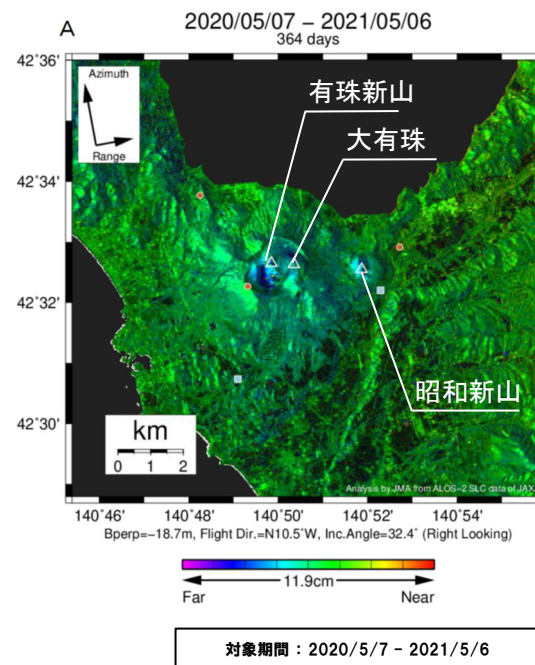 A
2020/05/07 − 2021/05/06
364 days
42˚36'
Azimuth
Range
有珠新山
大有珠
42˚34'
42˚32'
昭和新山
42˚30'
km
0 1 2
Analysis by JMA from ALOS−2 SLC data of JAXA
140˚46' 140˚48' 140˚50' 140˚52' 140˚54'
Bperp=−18.7m, Flight Dir.=N10.5˚W, Inc.Angle=32.4˚ (Right Looking)
11.9cm
Far Near
対象期間：2020/5/7 - 2021/5/6